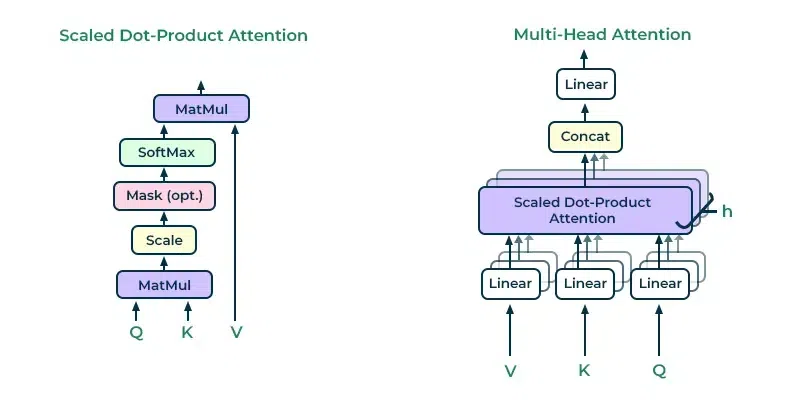 Scaled Dot-Product Attention
MatMul
SoftMax
Mask (opt.)
Scale
MatMul
Q K V
Multi-Head Attention
Linear
Concat
Scaled Dot-Product
Attention
h
Linear Linear Linear
V K Q